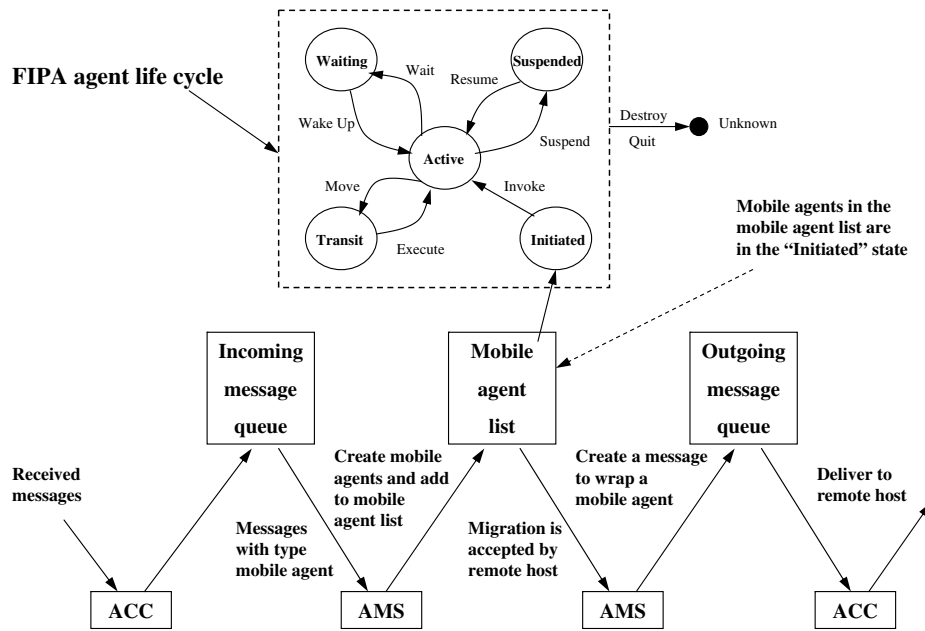 FIPA agent life cycle
Waiting
Wait
Wake Up
Suspended
Resume
Suspend
Active
Move
Transit
Execute
Invoke
Initiated
Destroy
Quit
Unknown
Mobile agents in the
mobile agent list are
in the “Initiated” state
Incoming
message
queue
Mobile
agent
list
Outgoing
message
queue
Received
messages
Messages
with type
mobile agent
Create mobile
agents and add
to mobile
agent list
Migration is
accepted by
remote host
Create a message
to wrap a
mobile agent
Deliver to
remote host
ACC
AMS
AMS
ACC